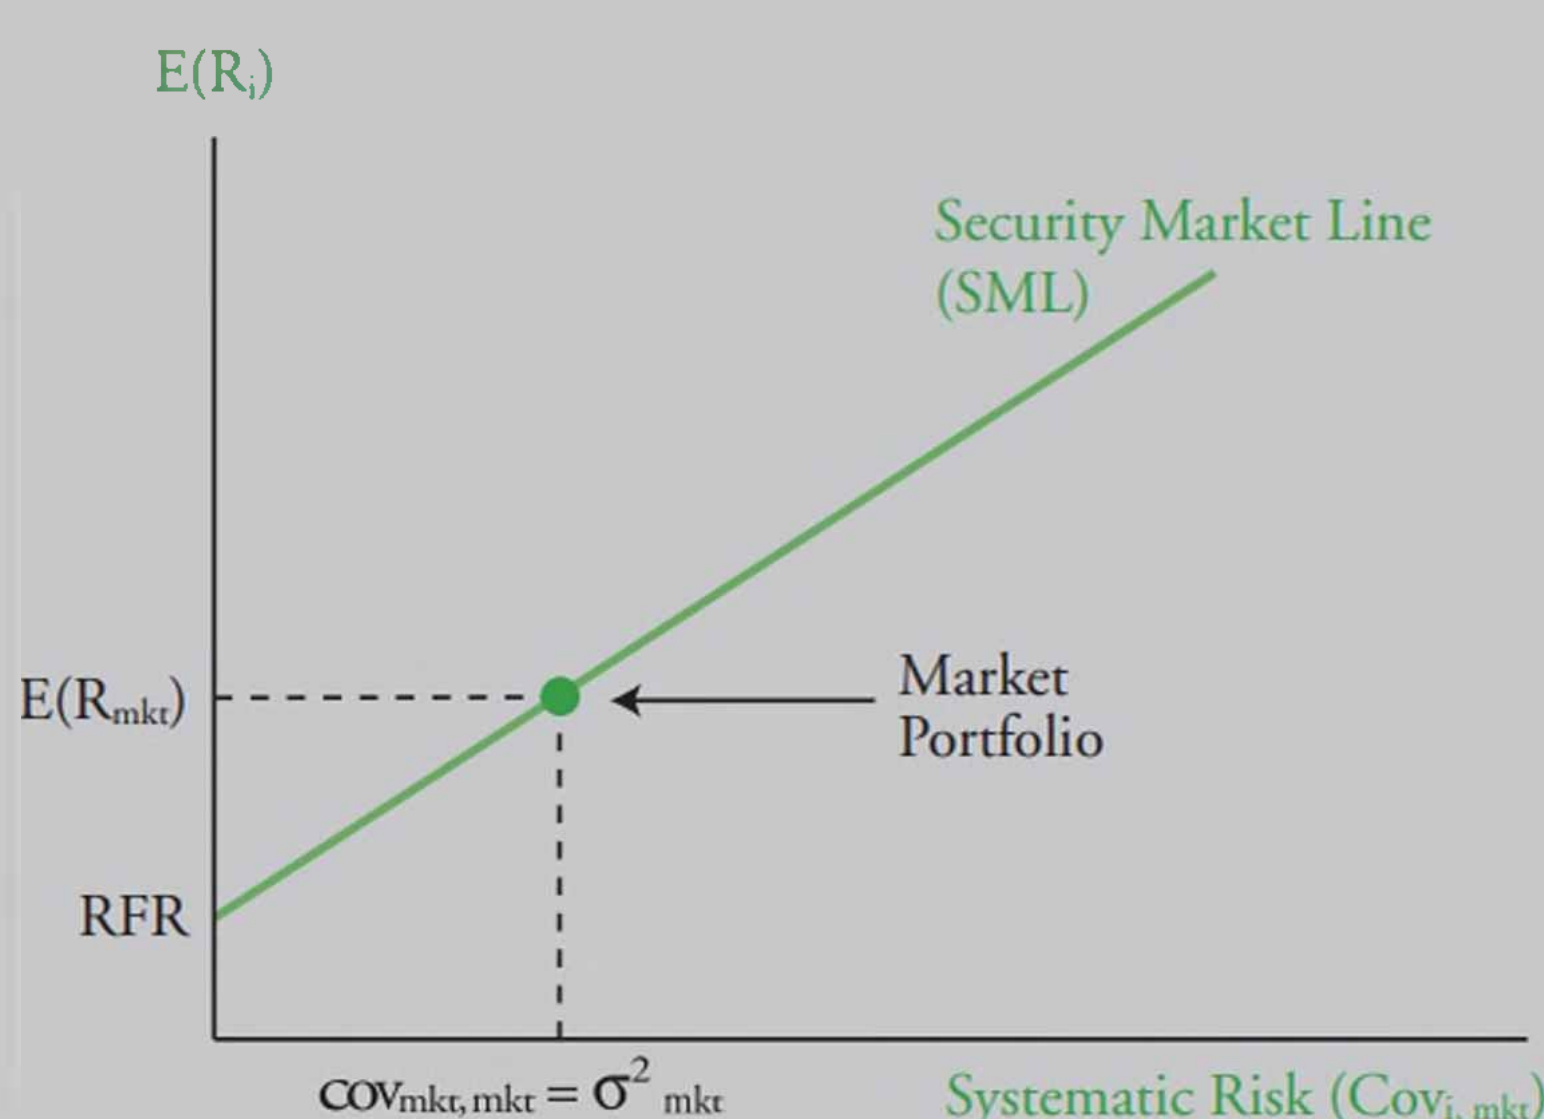 E(Rᵢ)
Security Market Line
(SML)
E(Rmkt)
Market
Portfolio
RFR
COVmkt, mkt = σ² mkt
Systematic Risk (Covi, mkt)